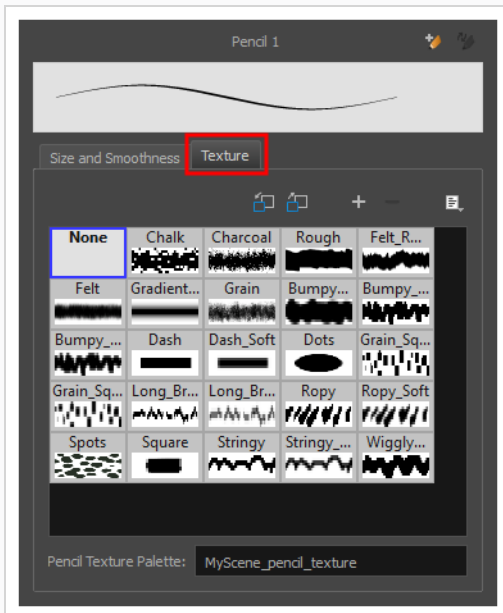 Pencil 1
Size and Smoothness Texture
None Chalk Charcoal Rough Felt_R...
Felt Gradient... Grain Bumpy... Bumpy_...
Bumpy_... Dash Dash_Soft Dots Grain_Sq...
Grain_Sq... Long_Br... Long_Br... Ropy Ropy_Soft
Spots Square Stringy Stringy_... Wiggly...
Pencil Texture Palette: MyScene_pencil_texture